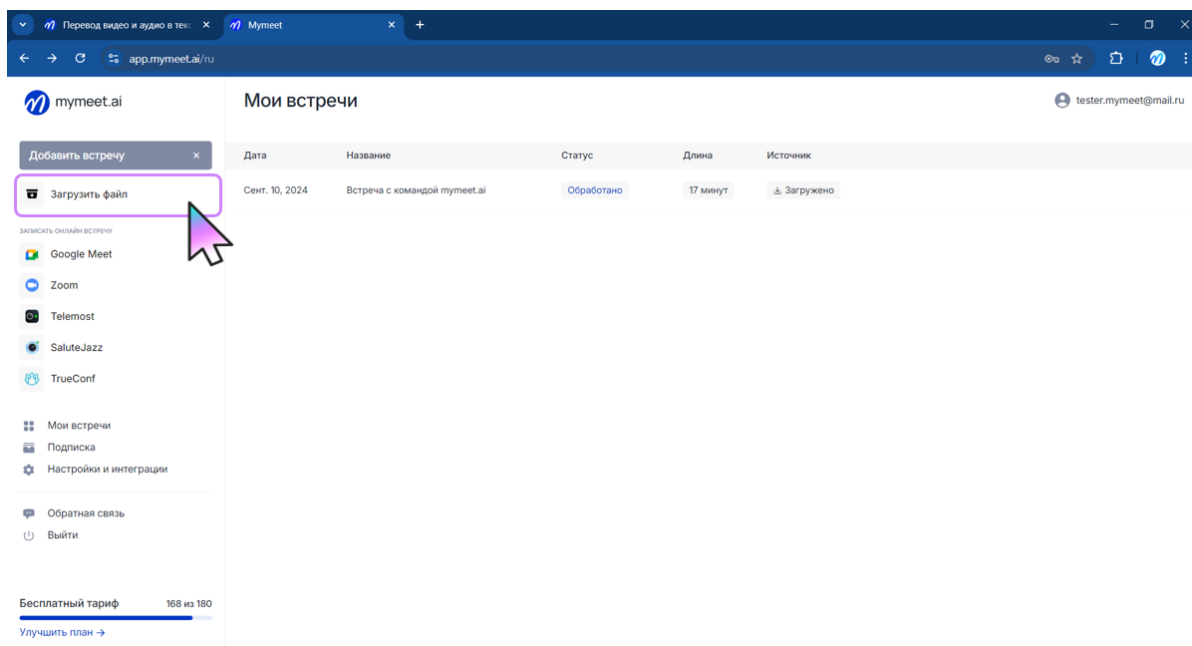 Перевод видео и аудио в текс
Mymeet
app.mymeet.ai/ru
mymeet.ai
Мои встречи
tester.mymeet@mail.ru
Добавить встречу
Дата Название Статус Длина Источник
Загрузить файл
Сент. 10, 2024 Встреча с командой mymeet.ai Обработано 17 минут Загружено
ЗАПИСАТЬ ОНЛАЙН ВСТРЕЧУ
Google Meet
Zoom
Telemost
SaluteJazz
TrueConf
Мои встречи
Подписка
Настройки и интеграции
Обратная связь
Выйти
Бесплатный тариф 168 из 180
Улучшить план →